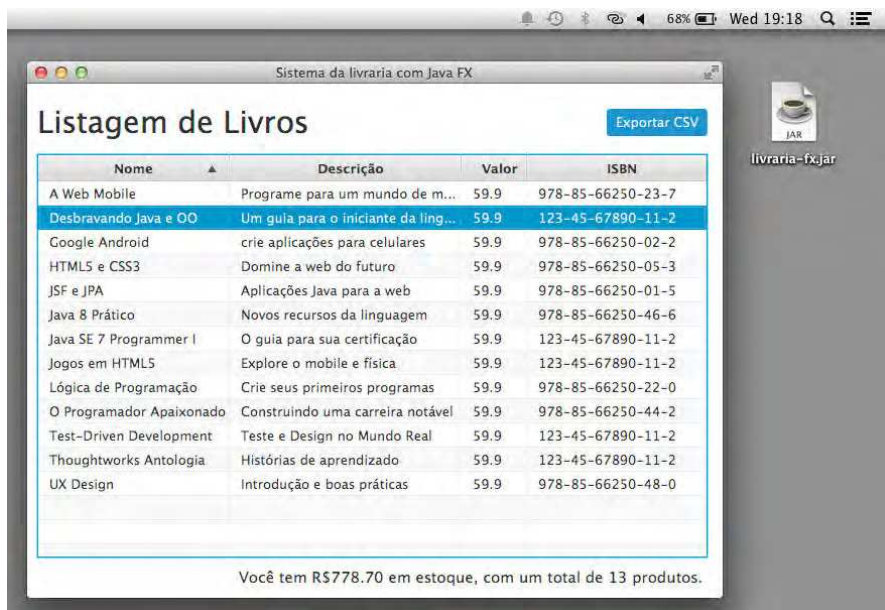 68% Wed 19:18
Sistema da livraria com Java FX
Listagem de Livros
Exportar CSV
JAR
livraria-fx.jar
Nome Descrição Valor ISBN
A Web Mobile Programe para um mundo de m... 59.9 978-85-66250-23-7
Desbravando Java e OO Um guia para o iniciante da ling... 59.9 123-45-67890-11-2
Google Android crie aplicações para celulares 59.9 978-85-66250-02-2
HTML5 e CSS3 Domine a web do futuro 59.9 978-85-66250-05-3
JSF e JPA Aplicações Java para a web 59.9 978-85-66250-01-5
Java 8 Prático Novos recursos da linguagem 59.9 978-85-66250-46-6
Java SE 7 Programmer I O guia para sua certificação 59.9 123-45-67890-11-2
Jogos em HTML5 Explore o mobile e física 59.9 123-45-67890-11-2
Lógica de Programação Crie seus primeiros programas 59.9 978-85-66250-22-0
O Programador Apaixonado Construindo uma carreira notável 59.9 978-85-66250-44-2
Test-Driven Development Teste e Design no Mundo Real 59.9 123-45-67890-11-2
Thoughtworks Antologia Histórias de aprendizado 59.9 123-45-67890-11-2
UX Design Introdução e boas práticas 59.9 978-85-66250-48-0
Você tem R$778.70 em estoque, com um total de 13 produtos.